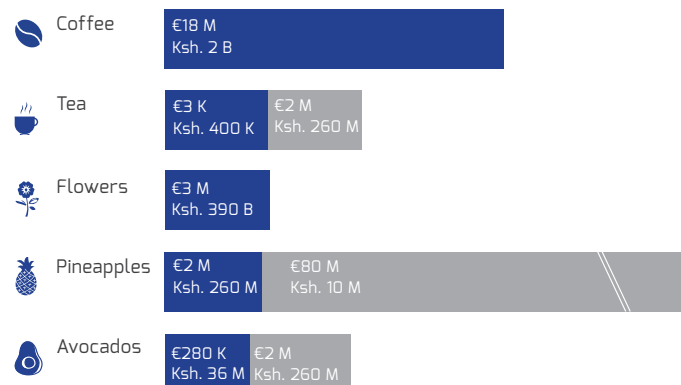 Coffee
€18 M
Ksh. 2 B
Tea
€3 K
Ksh. 400 K
€2 M
Ksh. 260 M
Flowers
€3 M
Ksh. 390 B
Pineapples
€2 M
Ksh. 260 M
€80 M
Ksh. 10 M
Avocados
€280 K
Ksh. 36 M
€2 M
Ksh. 260 M